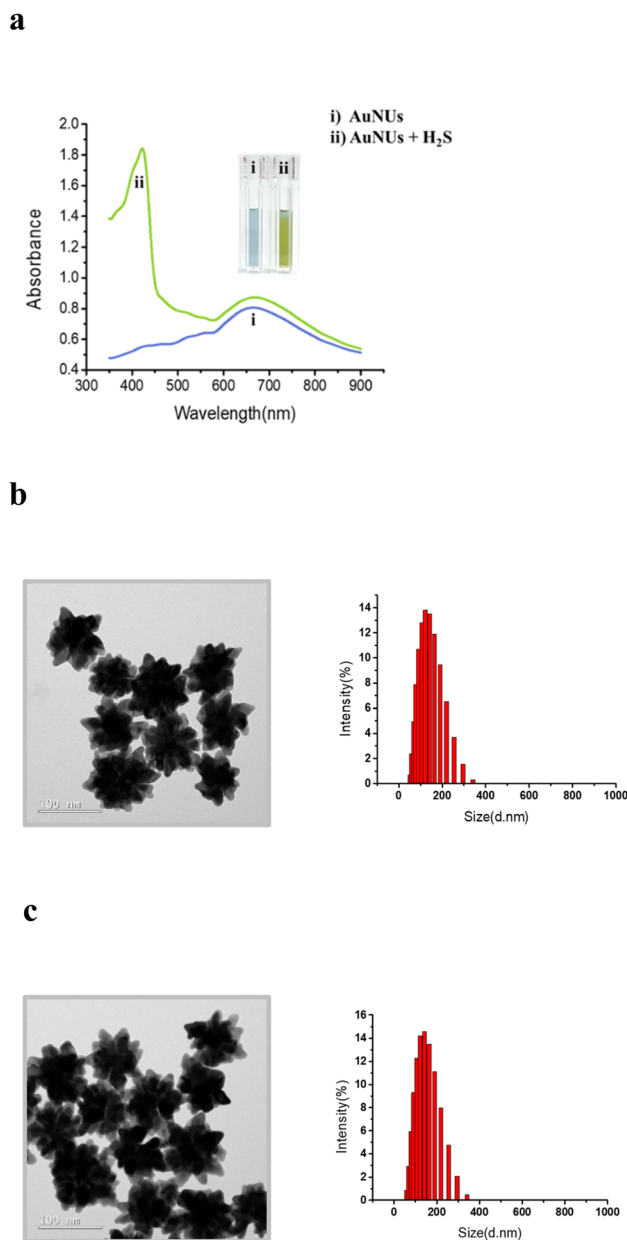 a
i) AuNUs
ii) AuNUs + H₂S
2.0
1.8
1.6
1.4
1.2
1.0
0.8
0.6
0.4
ii
i
i ii
300 400 500 600 700 800 900
Absorbance
Wavelength(nm)
b
100 nm
14
12
10
8
6
4
2
0
0 200 400 600 800 1000
Intensity(%)
Size(d.nm)
c
100 nm
16
14
12
10
8
6
4
2
0
0 200 400 600 800 1000
Intensity(%)
Size(d.nm)